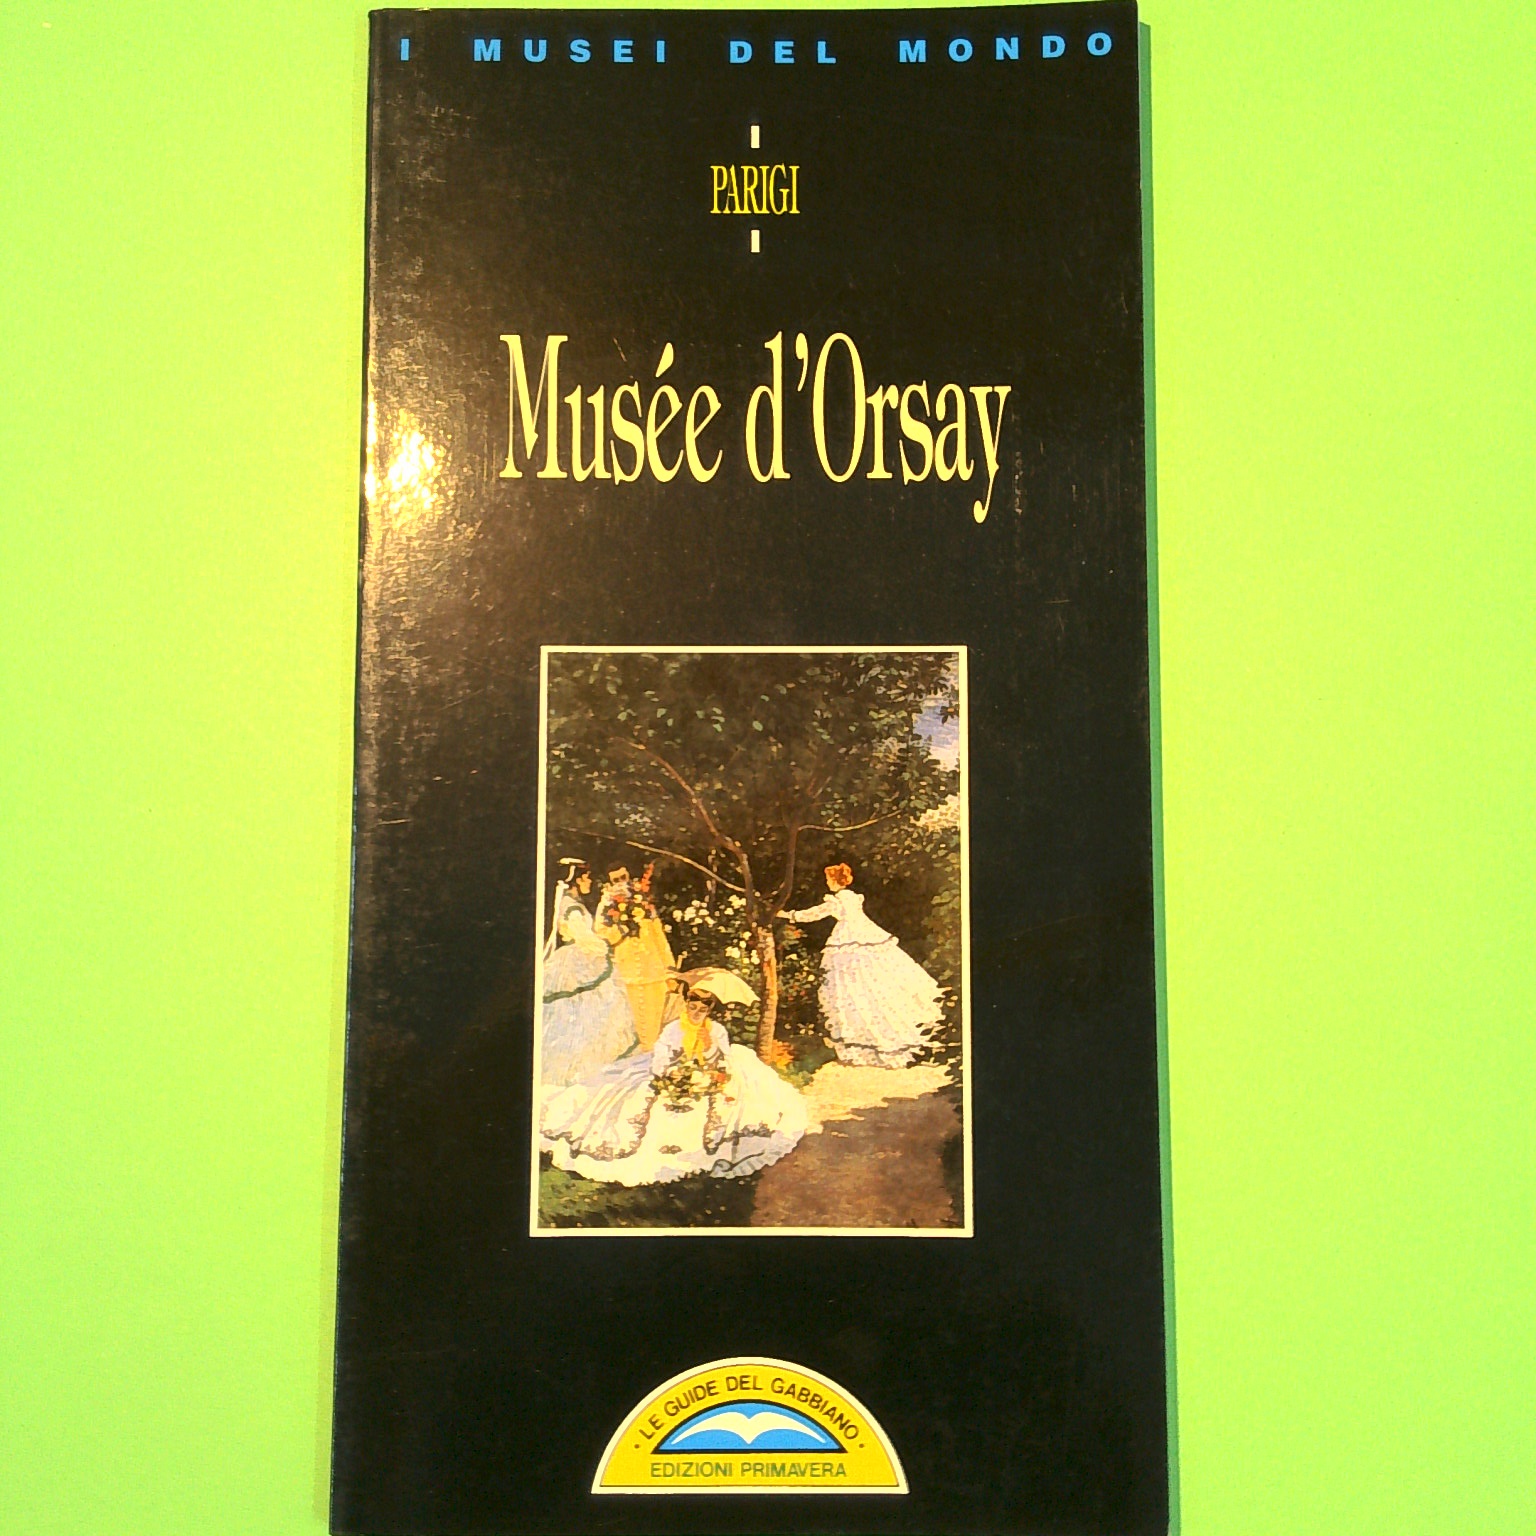 I MUSEI DEL MONDO
PARIGI
Musée d'Orsay
· LE GUIDE DEL GABBIANO ·
EDIZIONI PRIMAVERA